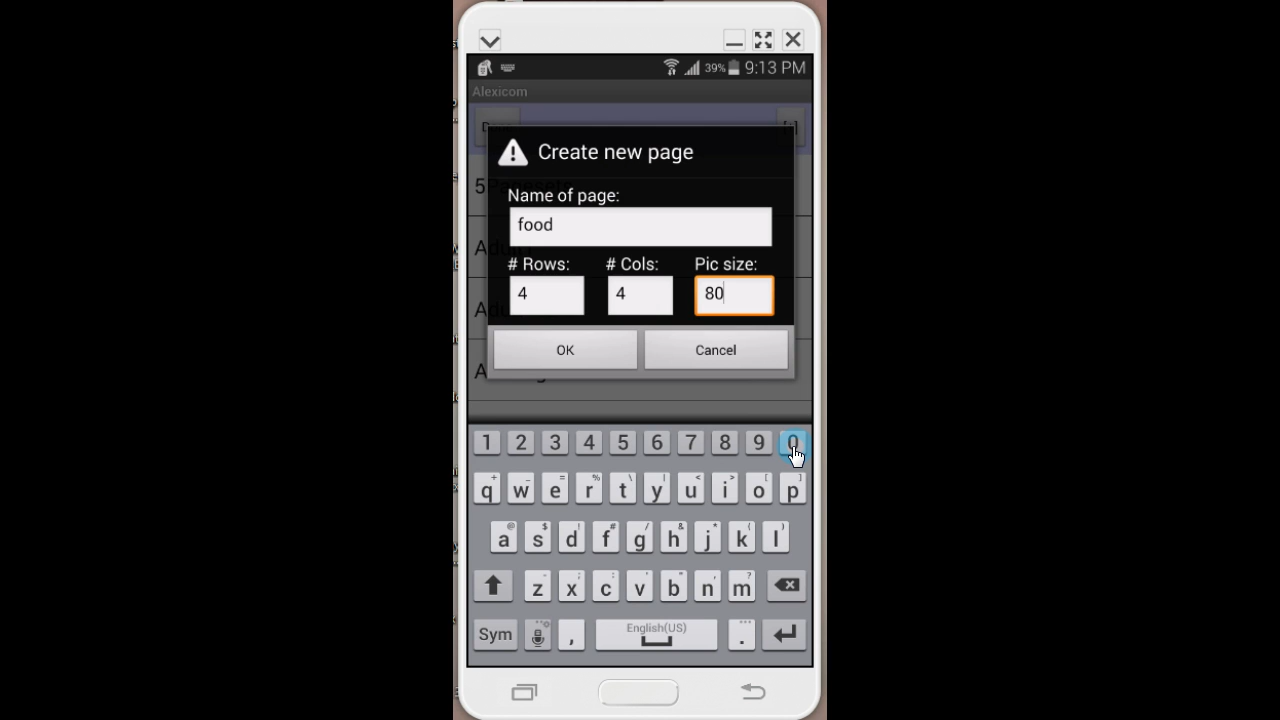 39% 9:13 PM
Alexicom
Create new page
Name of page:
food
# Rows: # Cols: Pic size:
4 4 80
OK Cancel
1 2 3 4 5 6 7 8 9 0
q w e r t y u i o p
a s d f g h j k l
z x c v b n m
Sym , English(US) .